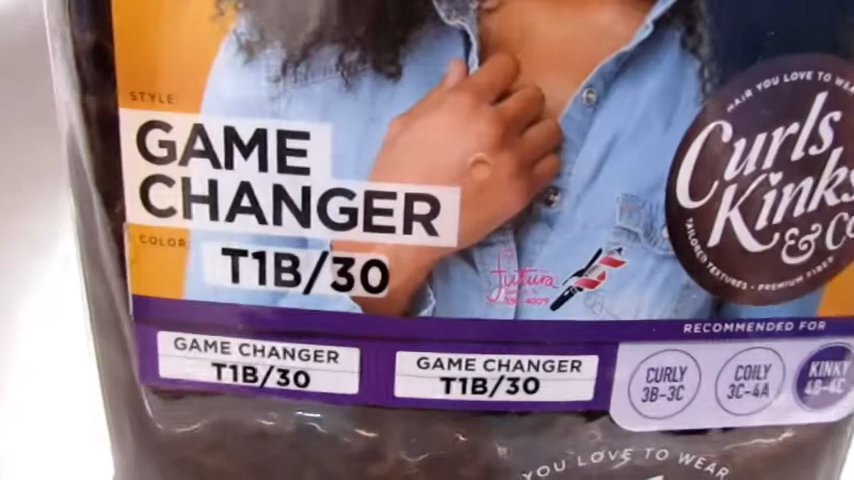 STYLE:
GAME
CHANGER
COLOR:
T1B/30
futura
HAIR YOU LOVE TO
Curls
Kinks
& Co
TAILORED TEXTURES • PREMIUM FIBER
RECOMMENDED FOR
GAME CHANGER
T1B/30
GAME CHANGER
T1B/30
CURLY
3B-3C
COILY
3C-4A
KINKY
4B-4C
YOU LOVE TO WEAR